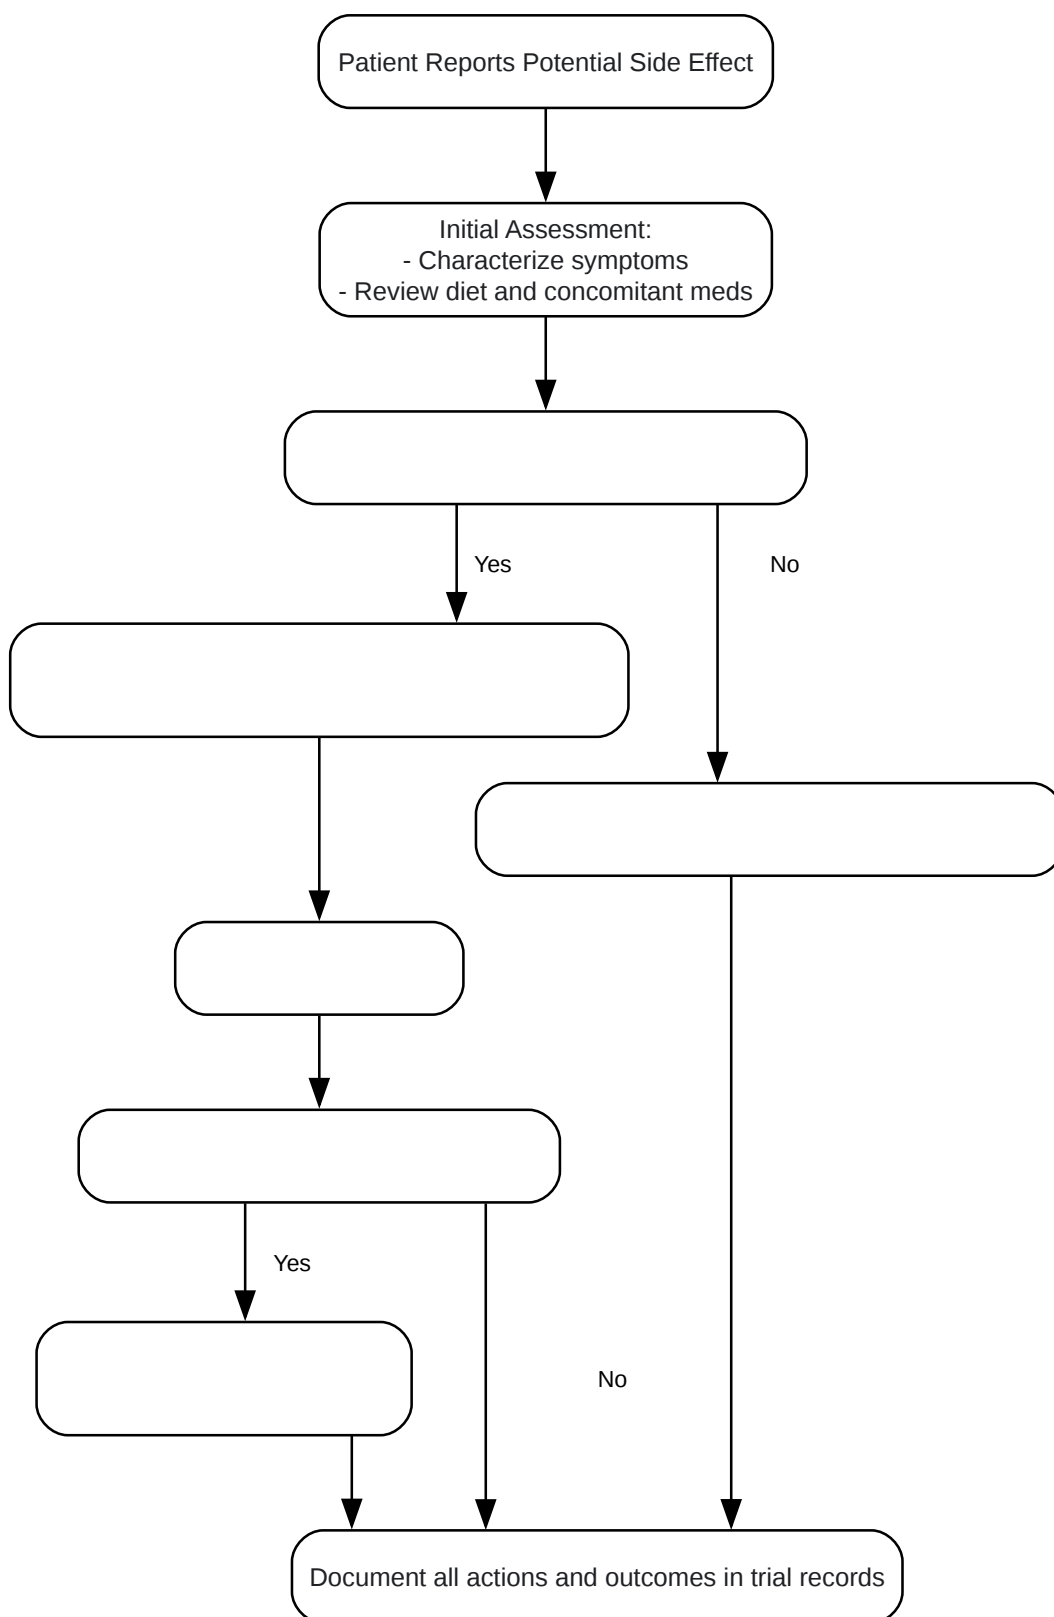 Patient Reports Potential Side Effect
Initial Assessment:
- Characterize symptoms
- Review diet and concomitant meds
Yes
No
Yes
No
Document all actions and outcomes in trial records